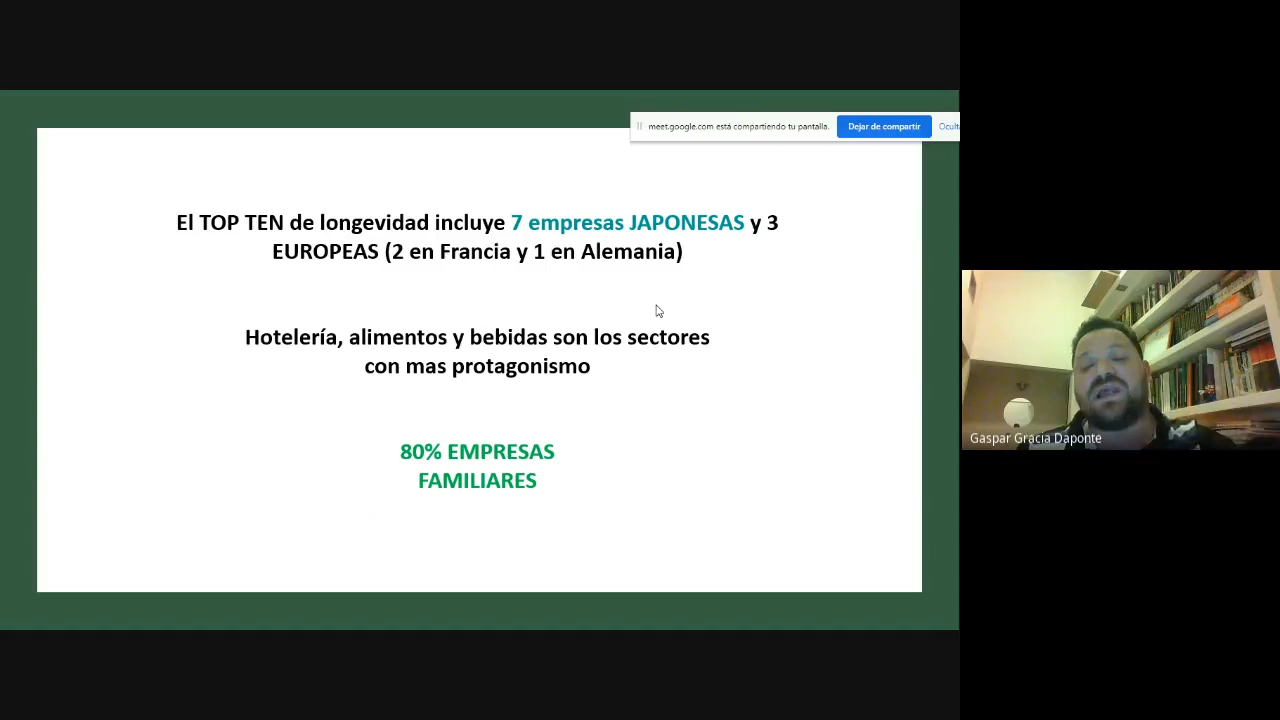 meet.google.com está compartiendo tu pantalla. Dejar de compartir
El TOP TEN de longevidad incluye 7 empresas JAPONESAS y 3
EUROPEAS (2 en Francia y 1 en Alemania)
Hotelería, alimentos y bebidas son los sectores
con mas protagonismo
80% EMPRESAS
FAMILIARES
Gaspar Gracia Daponte